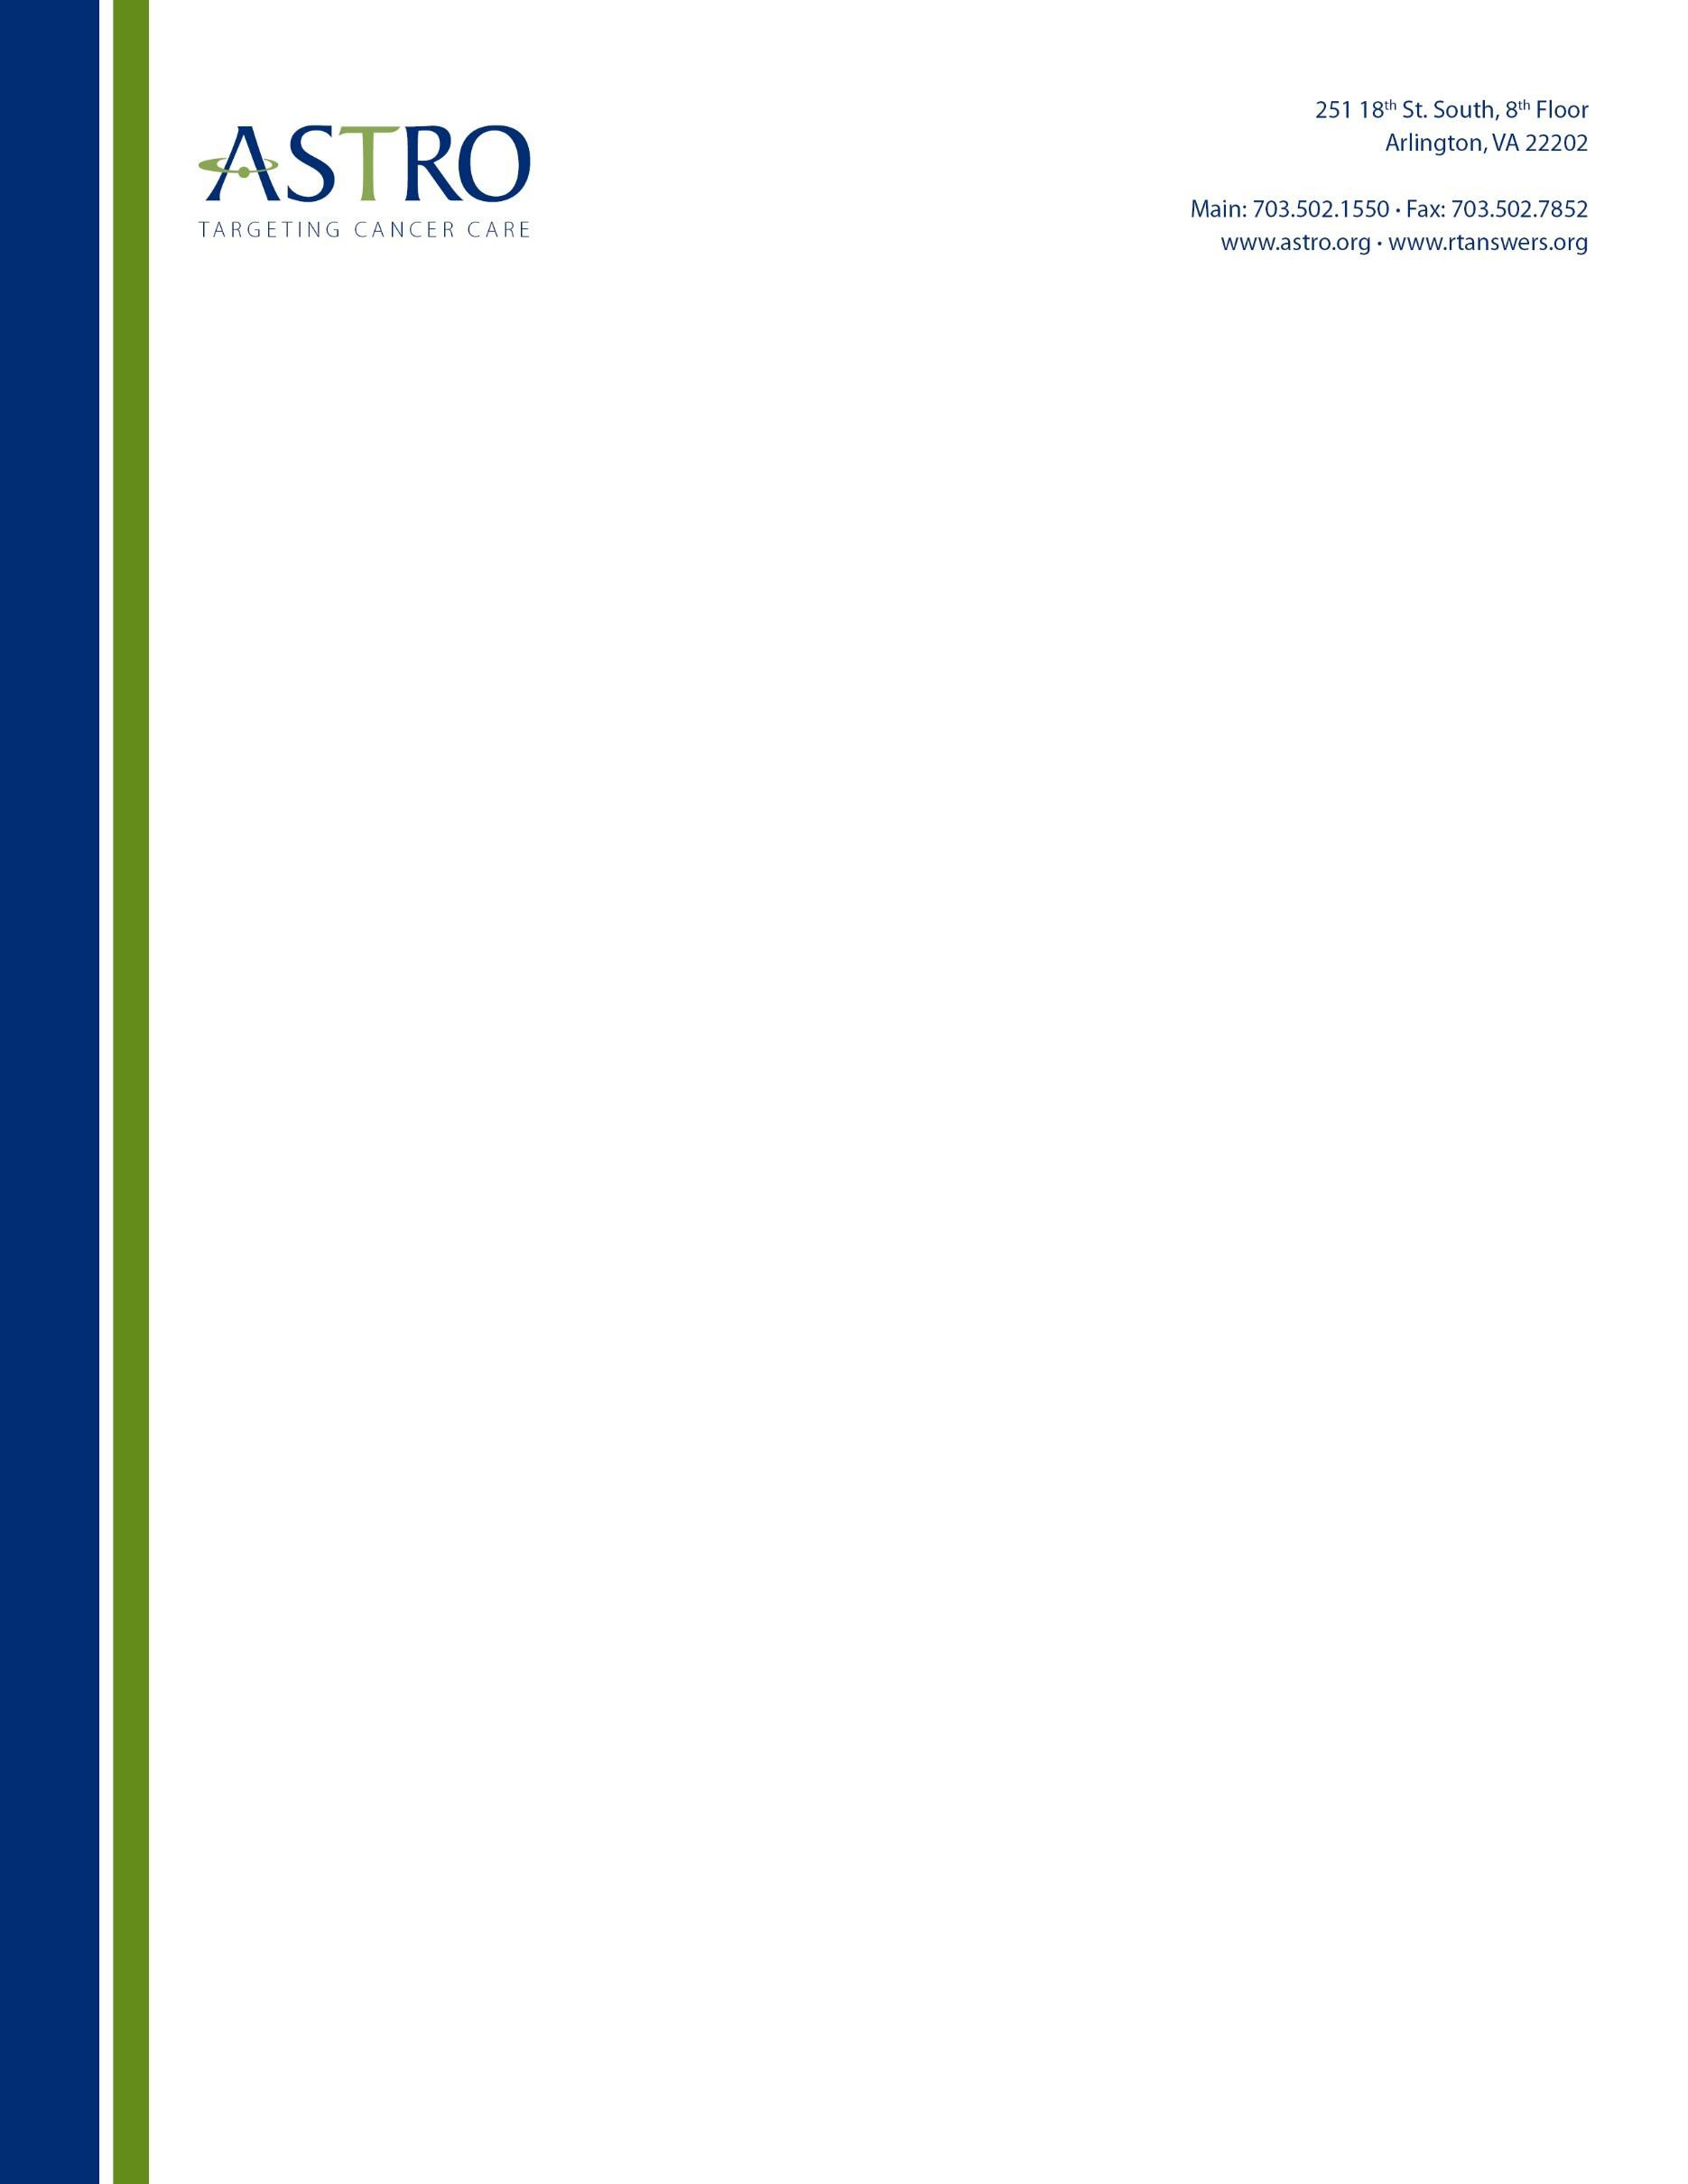 ASTRO
TARGETING CANCER CARE
251 18th St. South, 8th Floor
Arlington, VA 22202
Main: 703.502.1550 • Fax: 703.502.7852
www.astro.org • www.rtanswers.org